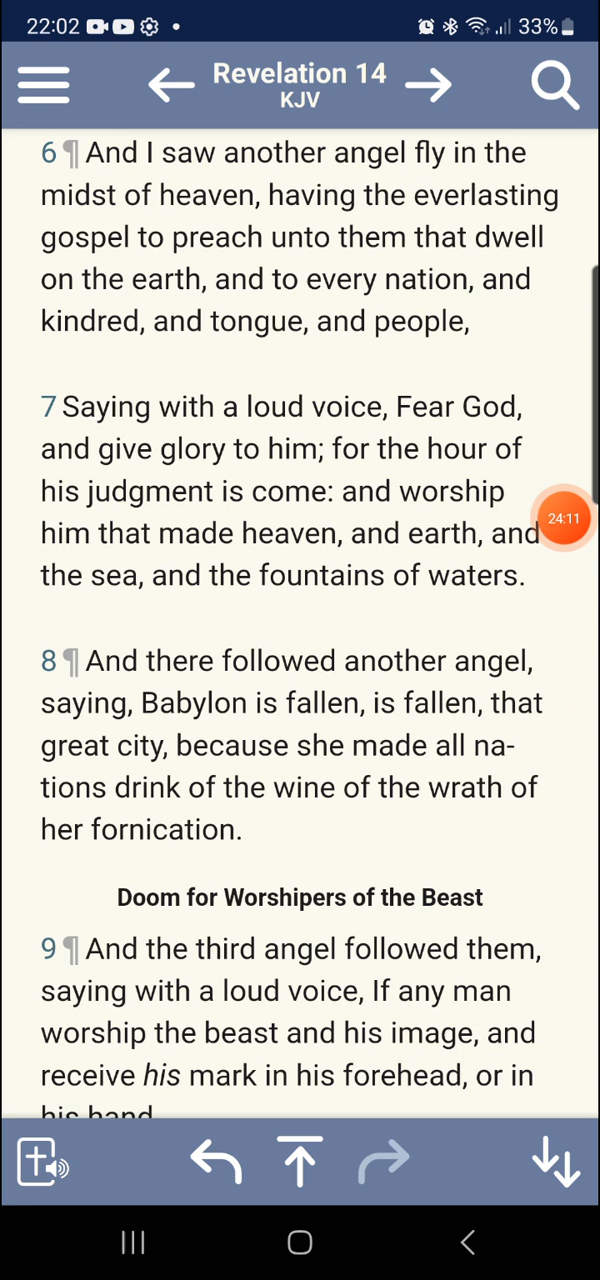 22:02 33%
Revelation 14
KJV
6 ¶ And I saw another angel fly in the
midst of heaven, having the everlasting
gospel to preach unto them that dwell
on the earth, and to every nation, and
kindred, and tongue, and people,
7 Saying with a loud voice, Fear God,
and give glory to him; for the hour of
his judgment is come: and worship
him that made heaven, and earth, and
24:11
the sea, and the fountains of waters.
8 ¶ And there followed another angel,
saying, Babylon is fallen, is fallen, that
great city, because she made all na-
tions drink of the wine of the wrath of
her fornication.
Doom for Worshipers of the Beast
9 ¶ And the third angel followed them,
saying with a loud voice, If any man
worship the beast and his image, and
receive his mark in his forehead, or in
his hand